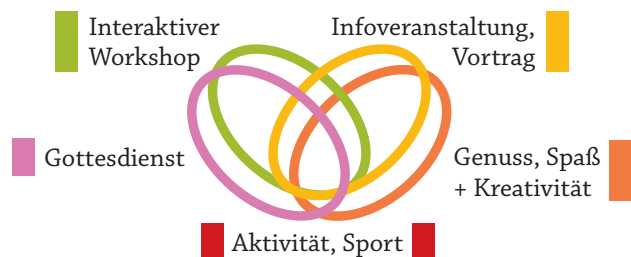 Interaktiver
Workshop
Infoveranstaltung,
Vortrag
Gottesdienst
Genuss, Spaß
+ Kreativität
Aktivität, Sport